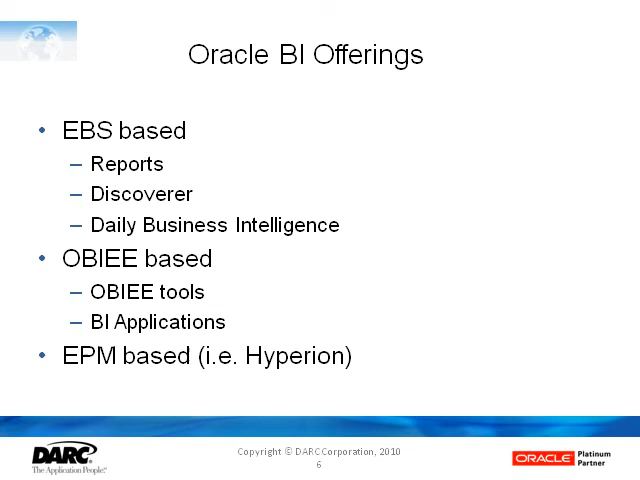 Oracle BI Offerings
• EBS based
– Reports
– Discoverer
– Daily Business Intelligence
• OBIEE based
– OBIEE tools
– BI Applications
• EPM based (i.e. Hyperion)
DARC
The Application People.
Copyright © DARC Corporation, 2010
6
ORACLE Platinum
Partner